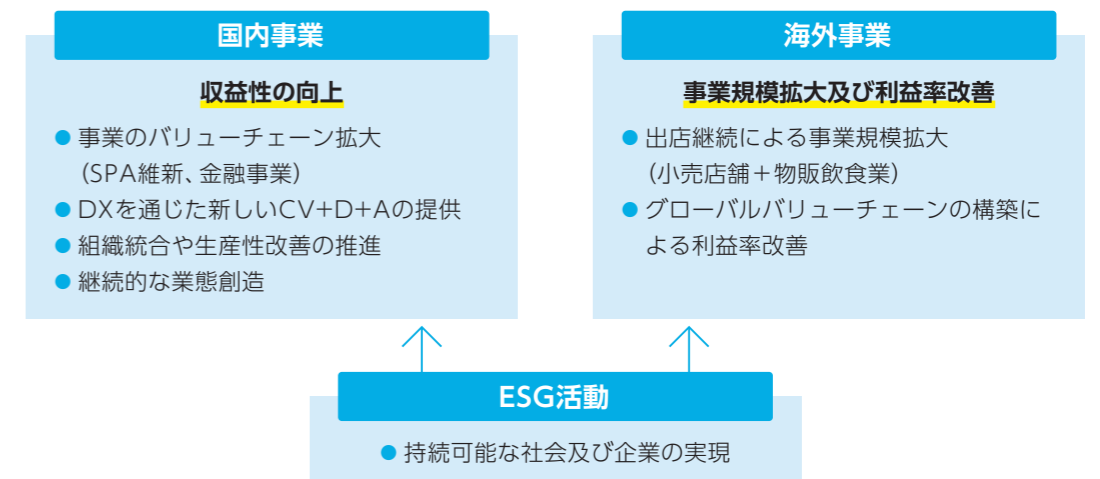 国内事業
収益性の向上
● 事業のバリューチェーン拡大
（SPA維新、金融事業）
● DXを通じた新しいCV+D+Aの提供
● 組織統合や生産性改善の推進
● 継続的な業態創造
海外事業
事業規模拡大及び利益率改善
● 出店継続による事業規模拡大
（小売店舗＋物販飲食業）
● グローバルバリューチェーンの構築に
よる利益率改善
ESG活動
● 持続可能な社会及び企業の実現